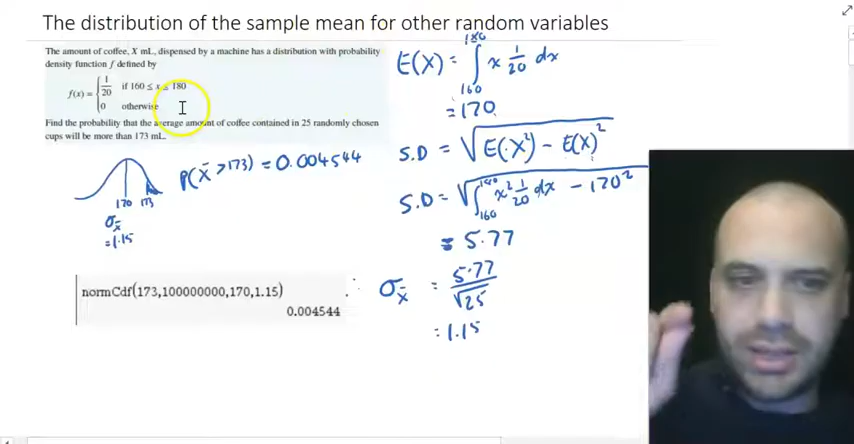 The distribution of the sample mean for other random variables
The amount of coffee, X mL, dispensed by a machine has a distribution with probability
density function f defined by
f(x) = { 1/20 if 160 ≤ x ≤ 180
0 otherwise
Find the probability that the average amount of coffee contained in 25 randomly chosen
cups will be more than 173 mL.
P(X̄ > 173) = 0.004544
170 173
σx̄
= 1.15
normCdf(173,100000000,170,1.15)
0.004544
E(X) = ∫₁₆₀¹⁸⁰ x 1/20 dx
= 170
S.D = √(E(X²) − E(X)²)
S.D = √(∫₁₆₀¹⁸⁰ x² 1/20 dx − 170²)
= 5.77
σx̄ = 5.77/√25
= 1.15